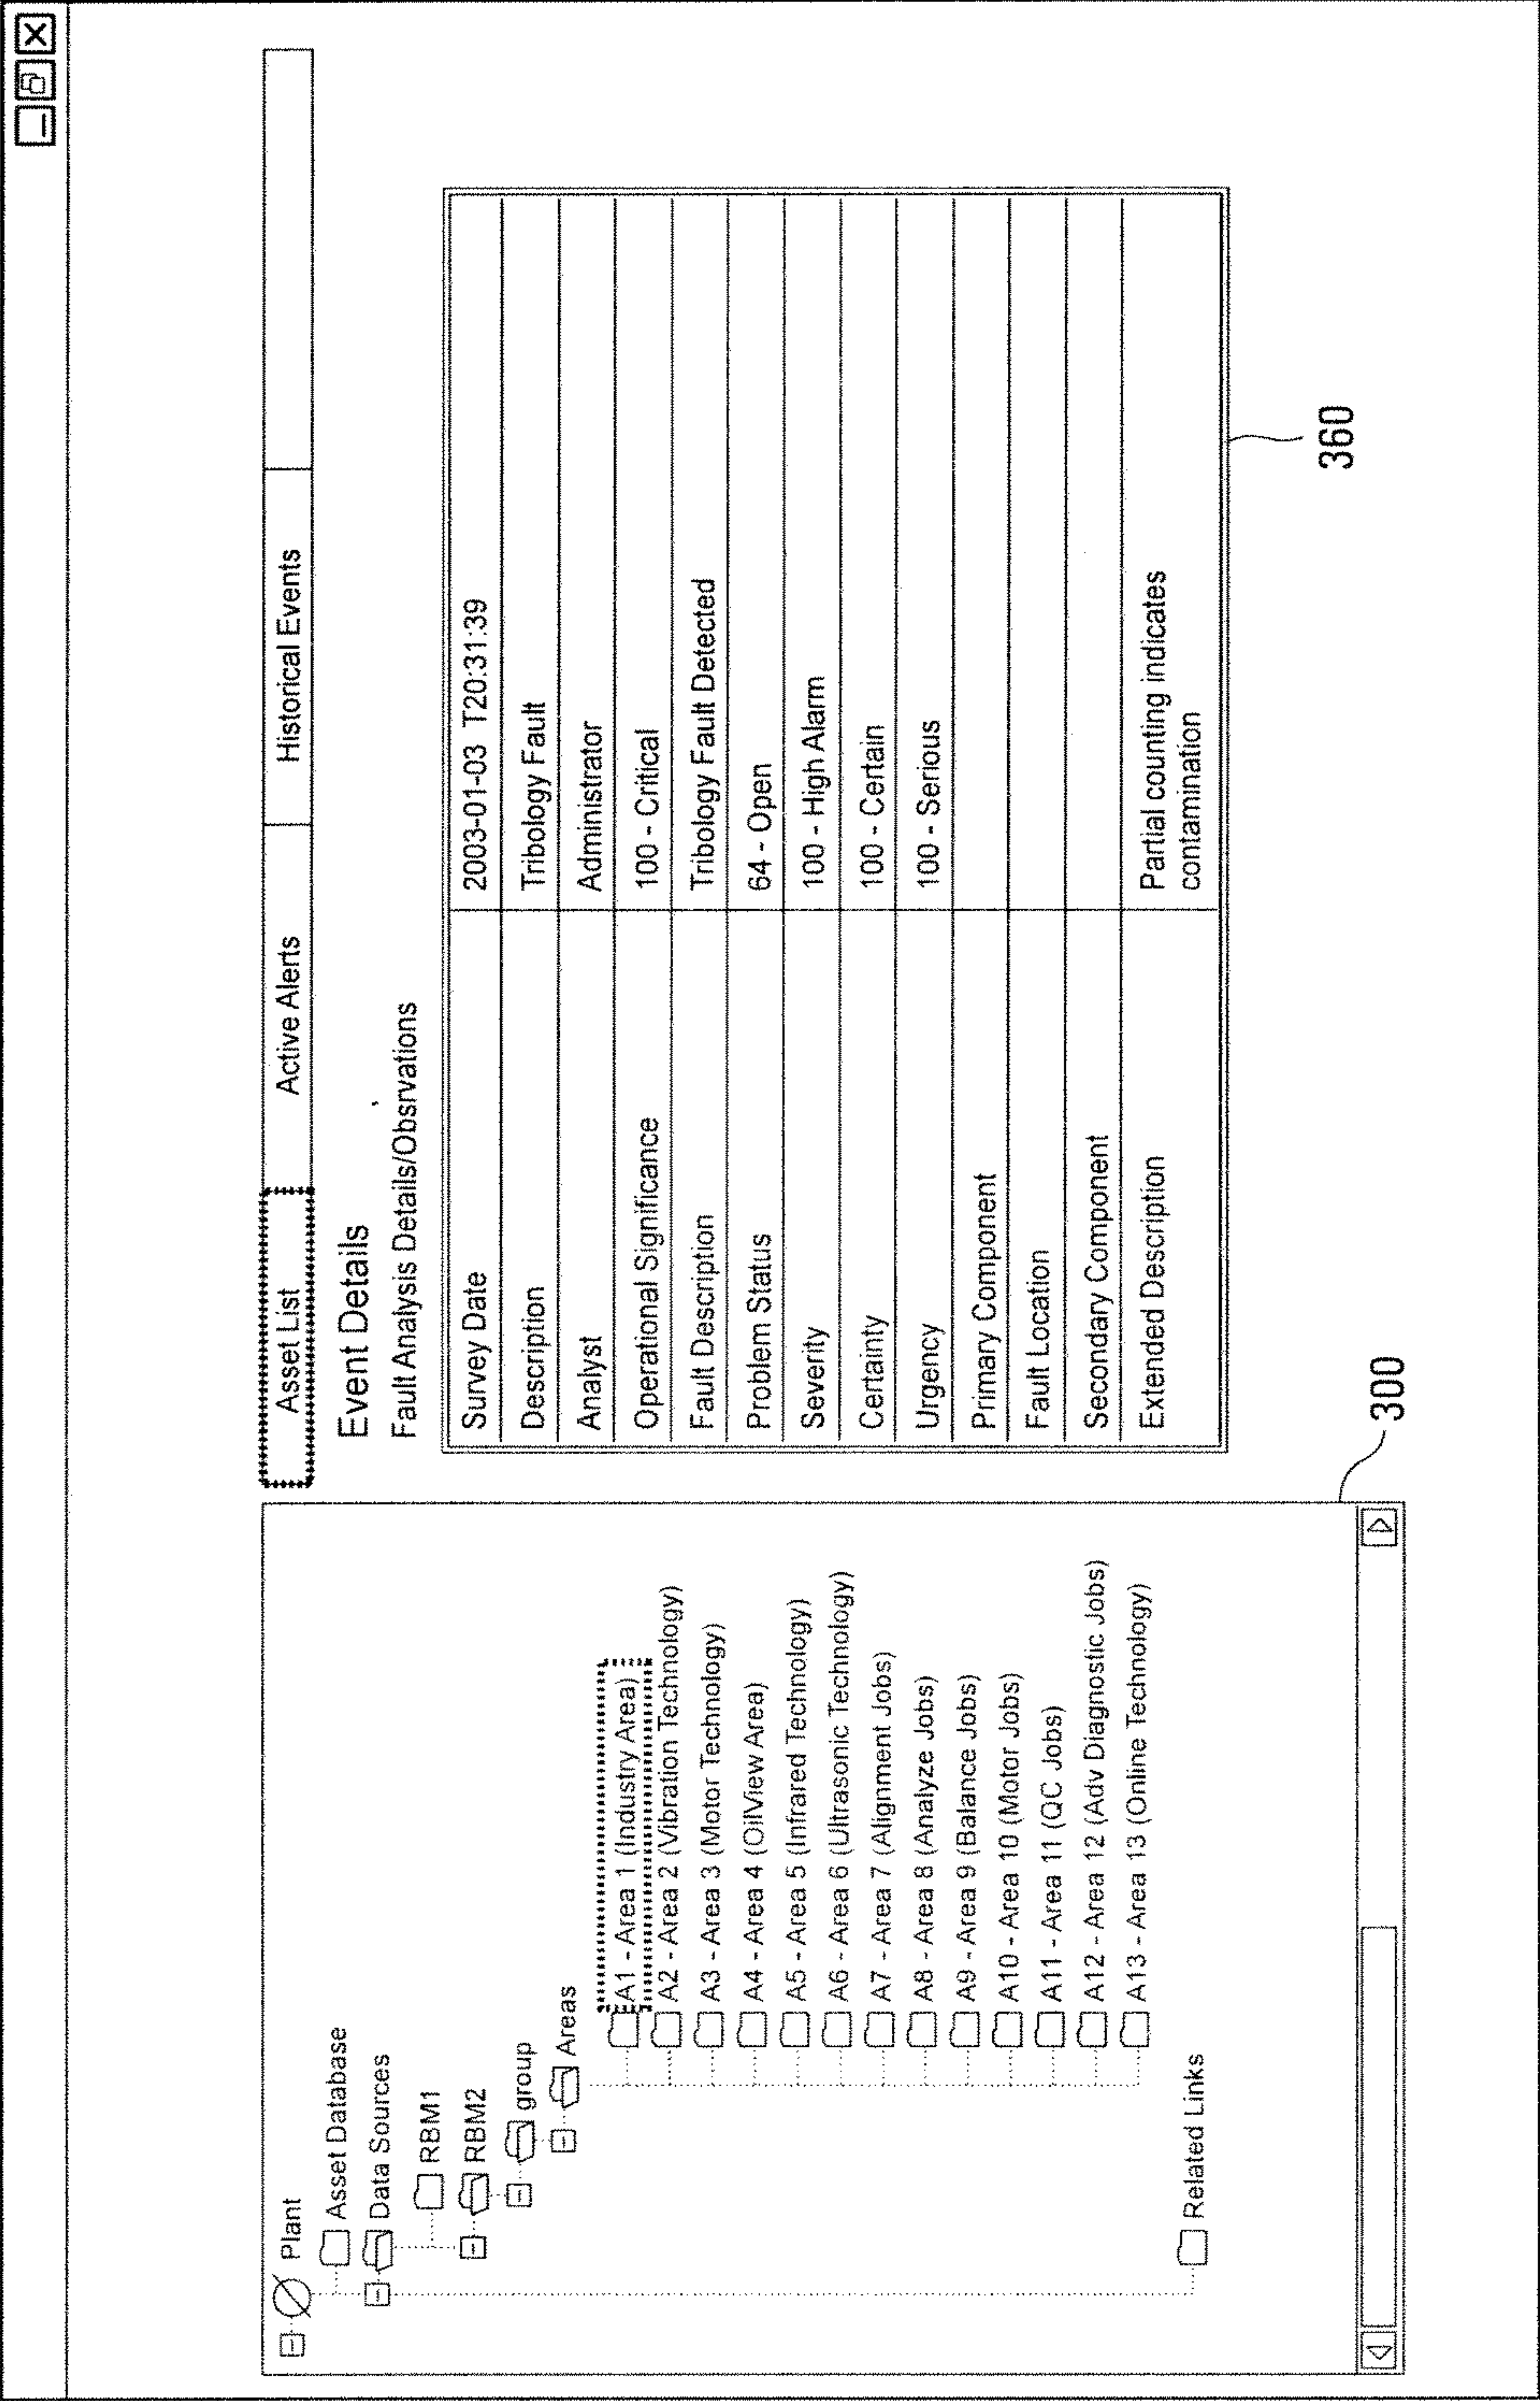 Asset List Active Alerts Historical Events
Plant
Asset Database
Data Sources
RBM1
RBM2
group
Areas
A1 - Area 1 (Industry Area)
A2 - Area 2 (Vibration Technology)
A3 - Area 3 (Motor Technology)
A4 - Area 4 (OilView Area)
A5 - Area 5 (Infrared Technology)
A6 - Area 6 (Ultrasonic Technology)
A7 - Area 7 (Alignment Jobs)
A8 - Area 8 (Analyze Jobs)
A9 - Area 9 (Balance Jobs)
A10 - Area 10 (Motor Jobs)
A11 - Area 11 (QC Jobs)
A12 - Area 12 (Adv Diagnostic Jobs)
A13 - Area 13 (Online Technology)
Related Links
300
Event Details
Fault Analysis Details/Obsrvations
Survey Date 2003-01-03 T20:31:39
Description Tribology Fault
Analyst Administrator
Operational Significance 100 - Critical
Fault Description Tribology Fault Detected
Problem Status 64 - Open
Severity 100 - High Alarm
Certainty 100 - Certain
Urgency 100 - Serious
Primary Component
Fault Location
Secondary Component
Extended Description Partial counting indicates
contamination
360